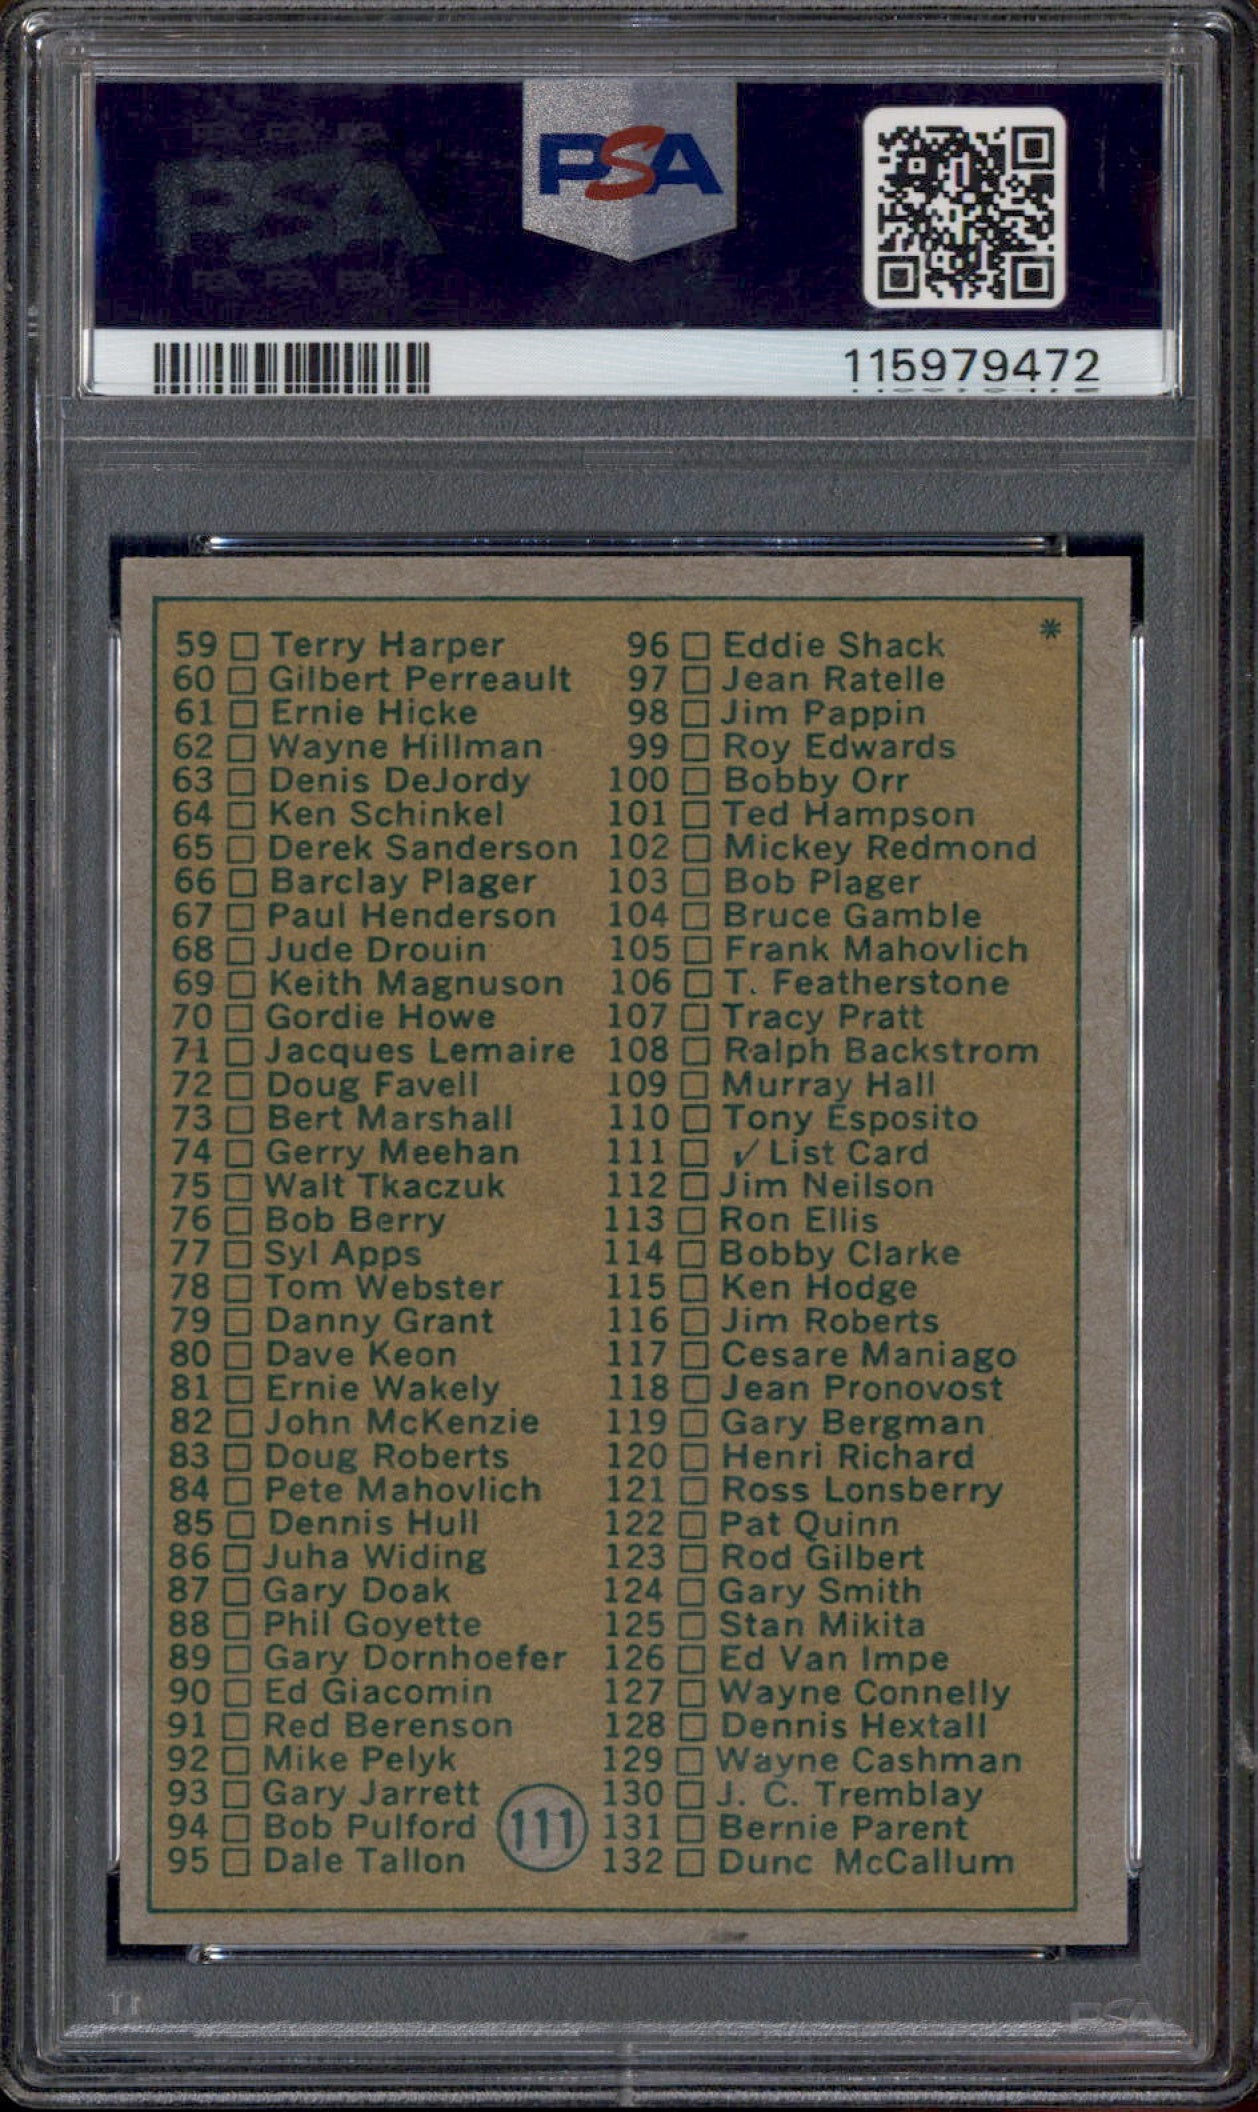 PSA PSA PSA
PSA
PSA PSA PSA
PSA
115979472
*
59 □ Terry Harper
60 □ Gilbert Perreault
61 □ Ernie Hicke
62 □ Wayne Hillman
63 □ Denis DeJordy
64 □ Ken Schinkel
65 □ Derek Sanderson
66 □ Barclay Plager
67 □ Paul Henderson
68 □ Jude Drouin
69 □ Keith Magnuson
70 □ Gordie Howe
71 □ Jacques Lemaire
72 □ Doug Favell
73 □ Bert Marshall
74 □ Gerry Meehan
75 □ Walt Tkaczuk
76 □ Bob Berry
77 □ Syl Apps
78 □ Tom Webster
79 □ Danny Grant
80 □ Dave Keon
81 □ Ernie Wakely
82 □ John McKenzie
83 □ Doug Roberts
84 □ Pete Mahovlich
85 □ Dennis Hull
86 □ Juha Widing
87 □ Gary Doak
88 □ Phil Goyette
89 □ Gary Dornhoefer
90 □ Ed Giacomin
91 □ Red Berenson
92 □ Mike Pelyk
93 □ Gary Jarrett
94 □ Bob Pulford
95 □ Dale Tallon
96 □ Eddie Shack
97 □ Jean Ratelle
98 □ Jim Pappin
99 □ Roy Edwards
100 □ Bobby Orr
101 □ Ted Hampson
102 □ Mickey Redmond
103 □ Bob Plager
104 □ Bruce Gamble
105 □ Frank Mahovlich
106 □ T. Featherstone
107 □ Tracy Pratt
108 □ Ralph Backstrom
109 □ Murray Hall
110 □ Tony Esposito
111 □ ✓ List Card
112 □ Jim Neilson
113 □ Ron Ellis
114 □ Bobby Clarke
115 □ Ken Hodge
116 □ Jim Roberts
117 □ Cesare Maniago
118 □ Jean Pronovost
119 □ Gary Bergman
120 □ Henri Richard
121 □ Ross Lonsberry
122 □ Pat Quinn
123 □ Rod Gilbert
124 □ Gary Smith
125 □ Stan Mikita
126 □ Ed Van Impe
127 □ Wayne Connelly
128 □ Dennis Hextall
129 □ Wayne Cashman
130 □ J. C. Tremblay
131 □ Bernie Parent
132 □ Dunc McCallum
111
PSA